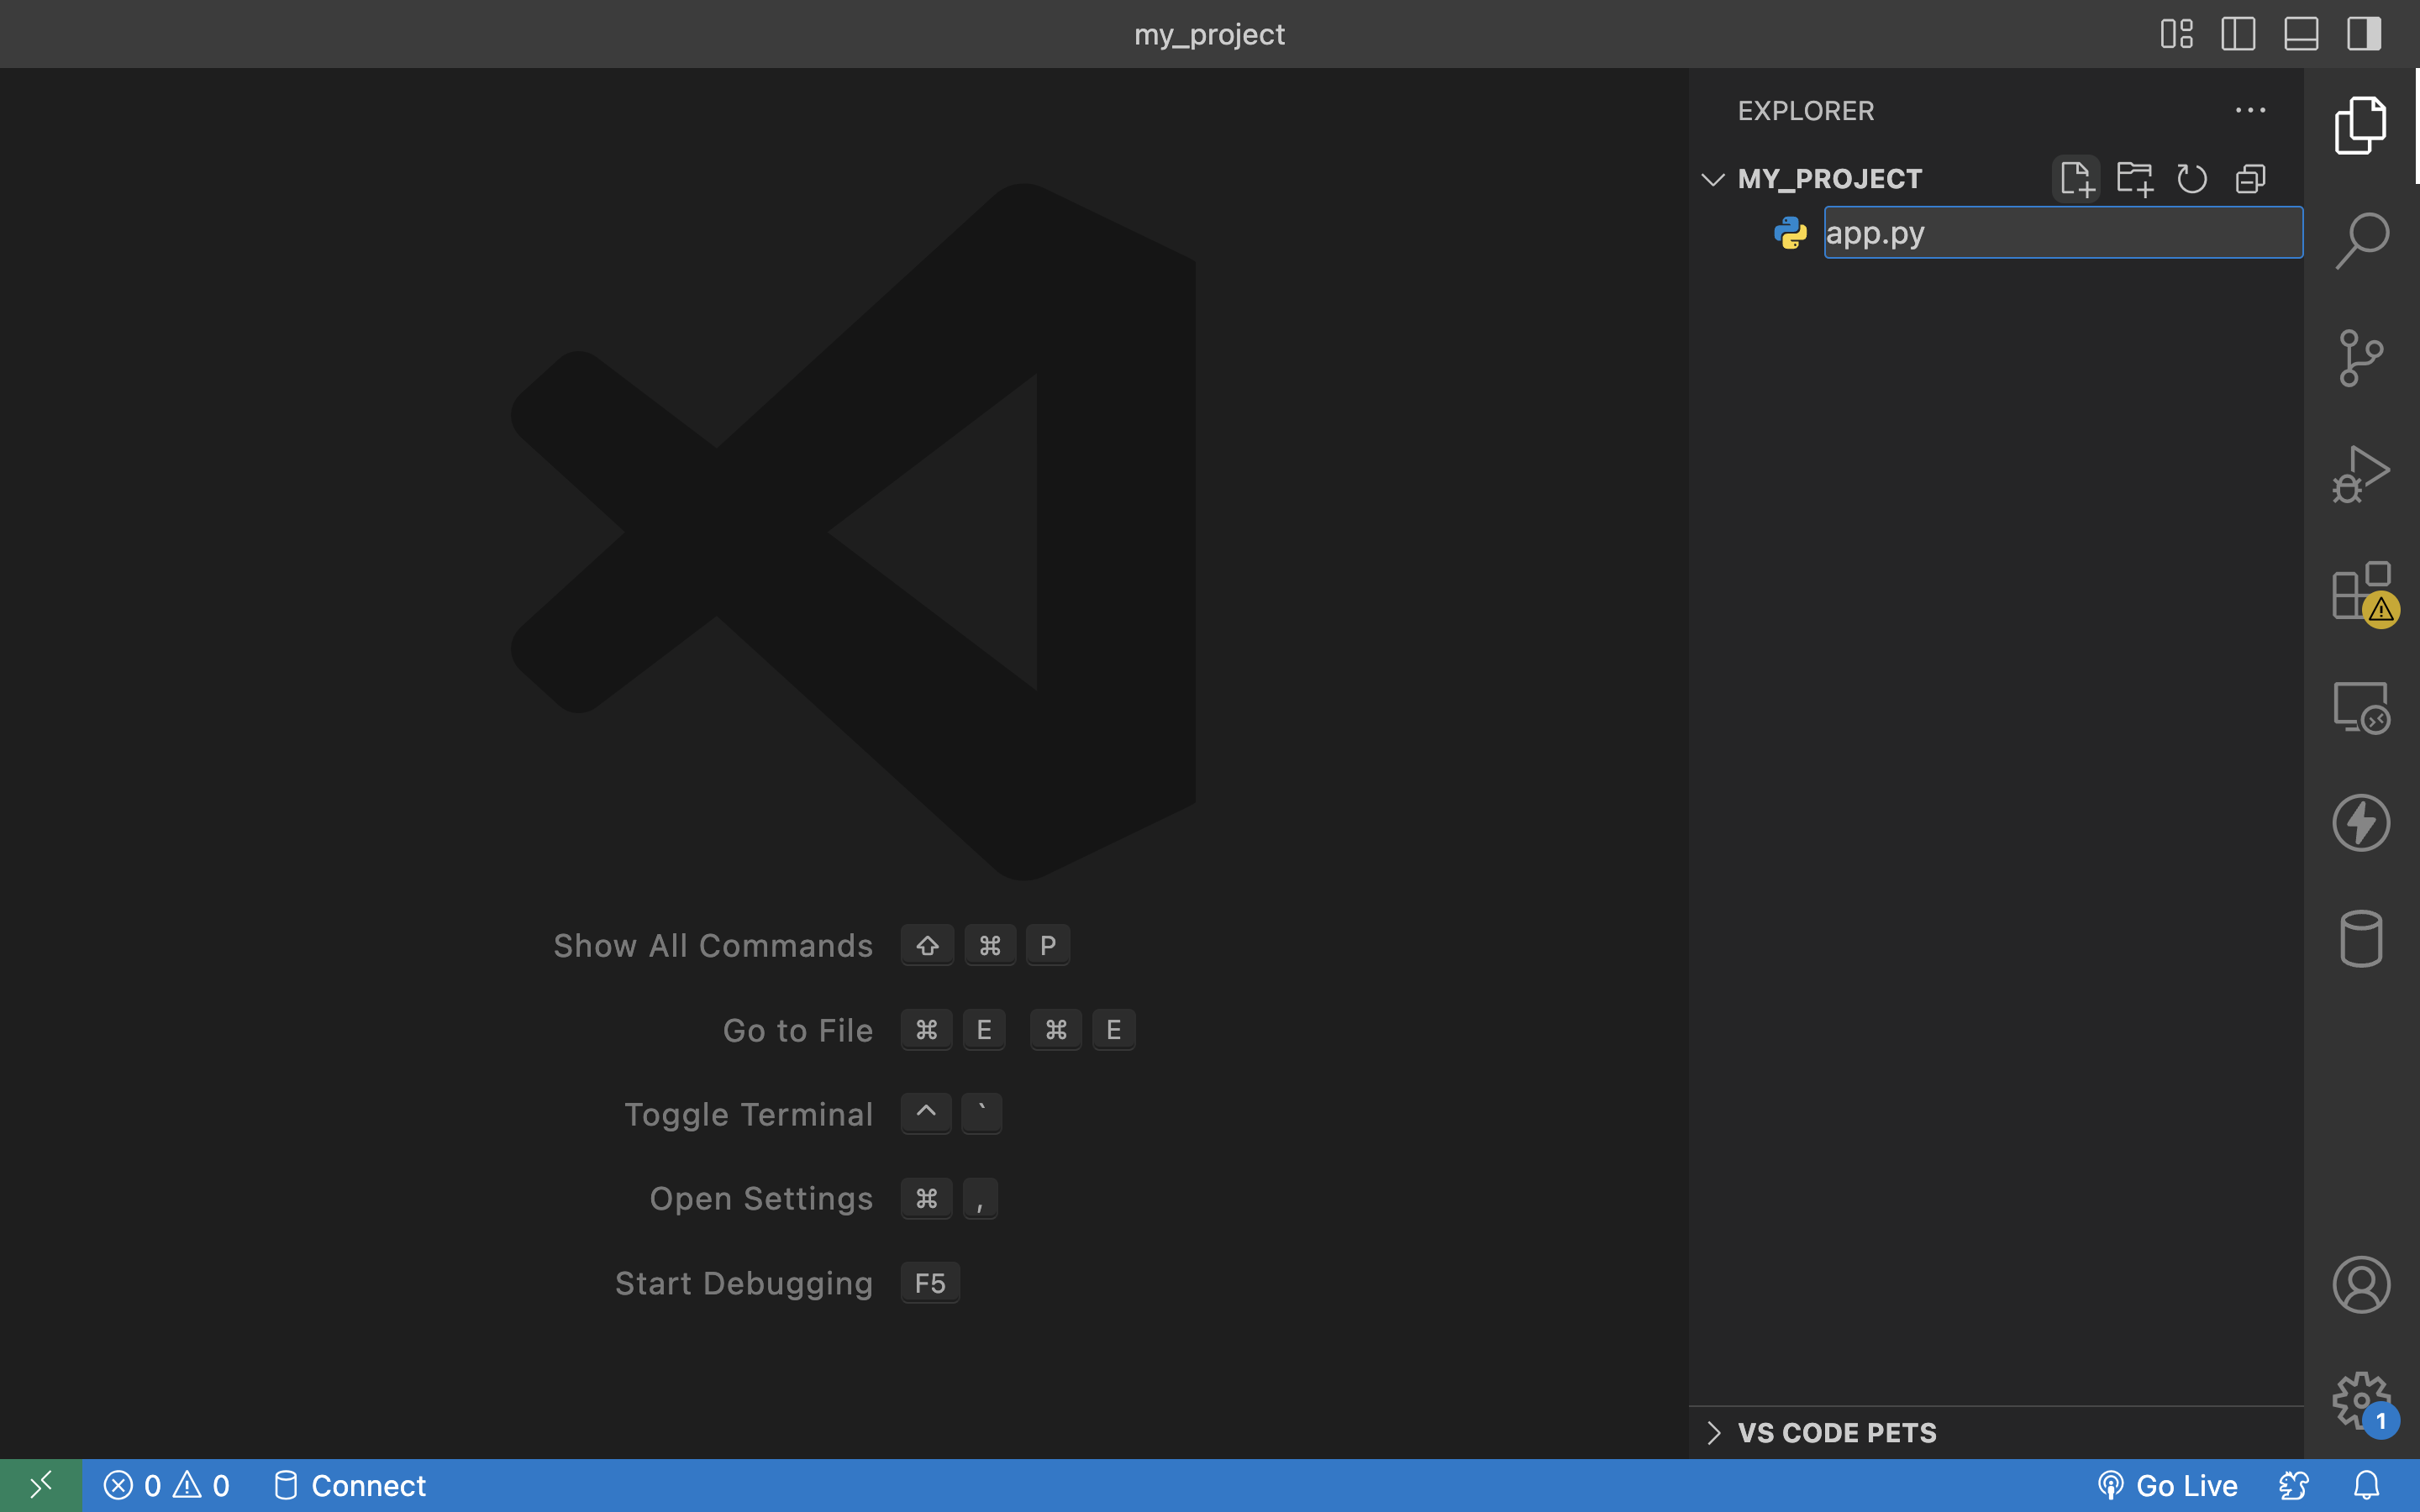 my_project
EXPLORER
MY_PROJECT
app.py
Show All Commands ⇧ ⌘ P
Go to File ⌘ E ⌘ E
Toggle Terminal ^ `
Open Settings ⌘ ,
Start Debugging F5
VS CODE PETS
1
0 0 Connect Go Live